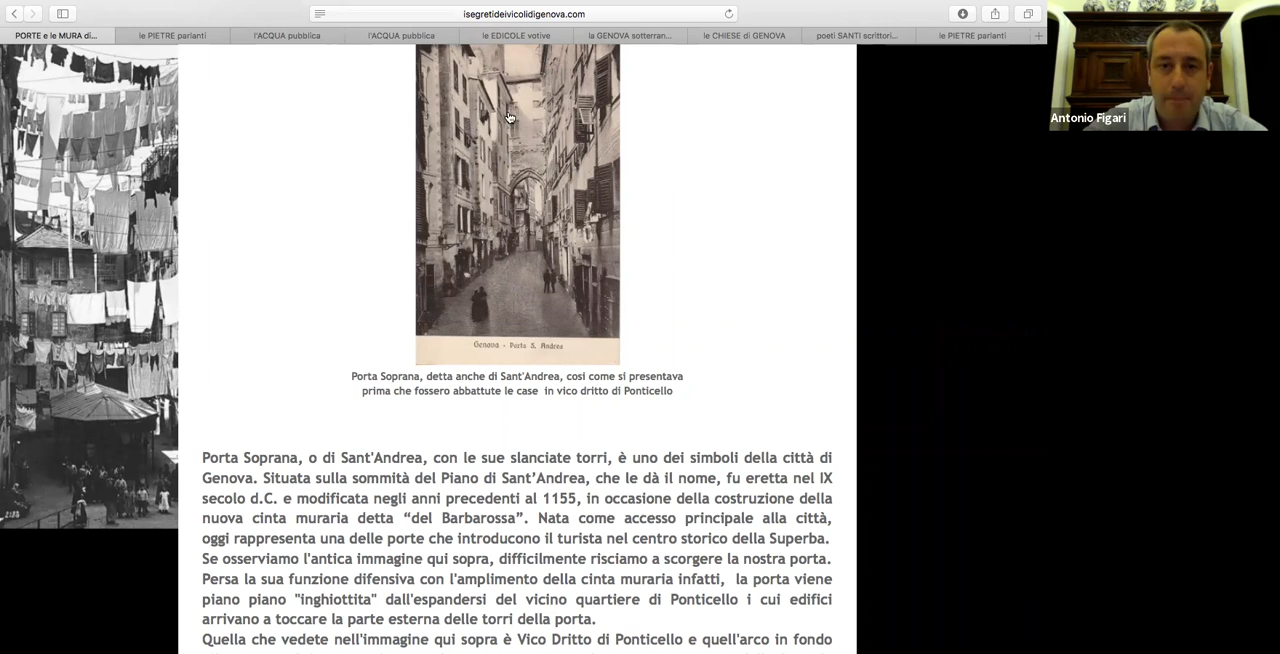 isegretideivicolidigenova.com
PORTE e le MURA di...
le PIETRE parlanti
l'ACQUA pubblica
l'ACQUA pubblica
le EDICOLE votive
la GENOVA sotterran...
le CHIESE di GENOVA
poeti SANTI scrittori...
le PIETRE parlanti
Antonio Figari
Genova - Porta S. Andrea
Porta Soprana, detta anche di Sant'Andrea, cosi come si presentava
prima che fossero abbattute le case in vico dritto di Ponticello
Porta Soprana, o di Sant'Andrea, con le sue slanciate torri, è uno dei simboli della città di
Genova. Situata sulla sommità del Piano di Sant’Andrea, che le dà il nome, fu eretta nel IX
secolo d.C. e modificata negli anni precedenti al 1155, in occasione della costruzione della
nuova cinta muraria detta “del Barbarossa”. Nata come accesso principale alla città,
oggi rappresenta una delle porte che introducono il turista nel centro storico della Superba.
Se osserviamo l'antica immagine qui sopra, difficilmente risciamo a scorgere la nostra porta.
Persa la sua funzione difensiva con l'amplimento della cinta muraria infatti, la porta viene
piano piano "inghiottita" dall'espandersi del vicino quartiere di Ponticello i cui edifici
arrivano a toccare la parte esterna delle torri della porta.
Quella che vedete nell'immagine qui sopra è Vico Dritto di Ponticello e quell'arco in fondo